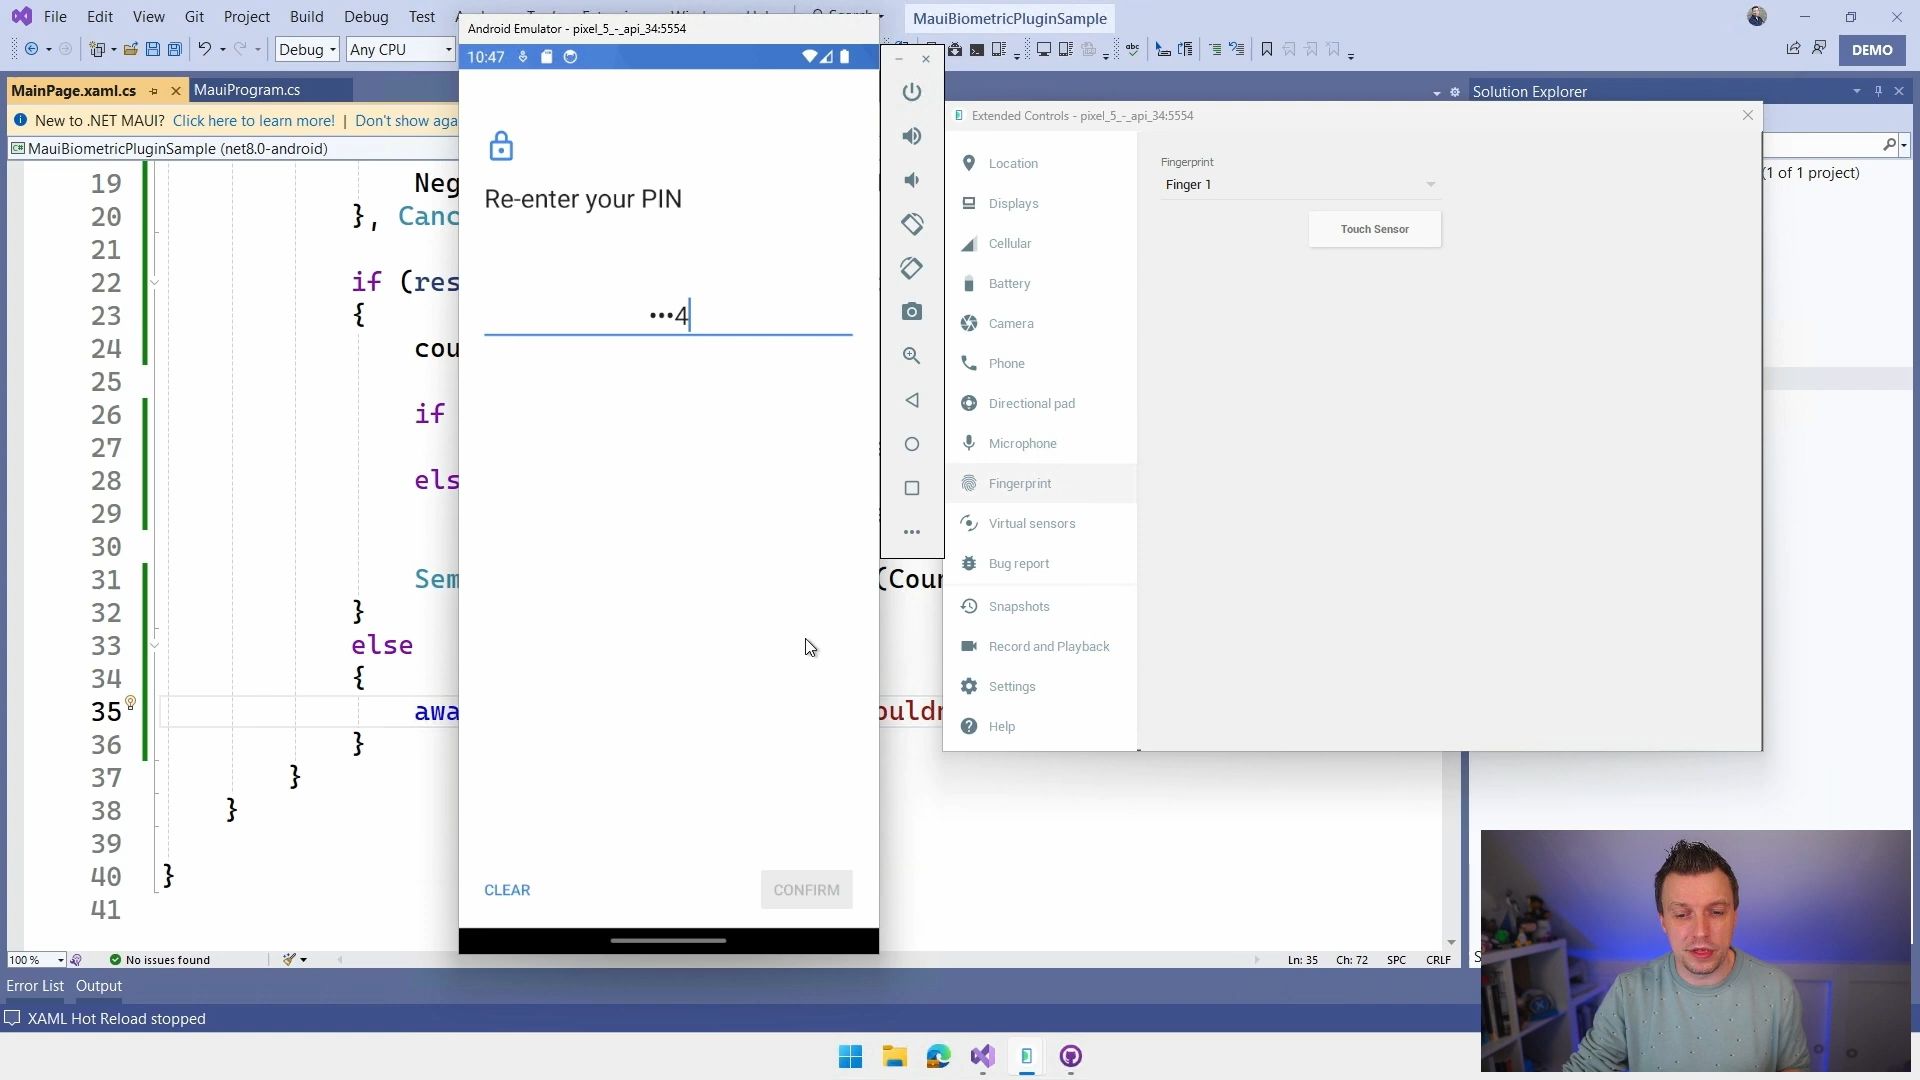 File Edit View Git Project Build Debug Test
MauiBiometricPluginSample
Debug Any CPU
DEMO
MainPage.xaml.cs MauiProgram.cs
New to .NET MAUI? Click here to learn more! | Don't show aga
MauiBiometricPluginSample (net8.0-android)
19 Neg
20 }, Canc
21
22 if (res
23 {
24 cou
25
26 if
27
28 els
29
30
31 Sem (Coun
32 }
33 else
34 {
35 awa ouldn
36 }
37 }
38 }
39
40 }
41
100 % No issues found Ln: 35 Ch: 72 SPC CRLF
Error List Output
XAML Hot Reload stopped
Android Emulator - pixel_5_-_api_34:5554
10:47
Re-enter your PIN
•••4
CLEAR CONFIRM
Extended Controls - pixel_5_-_api_34:5554
Location
Displays
Cellular
Battery
Camera
Phone
Directional pad
Microphone
Fingerprint
Virtual sensors
Bug report
Snapshots
Record and Playback
Settings
Help
Fingerprint
Finger 1
Touch Sensor
Solution Explorer
(1 of 1 project)